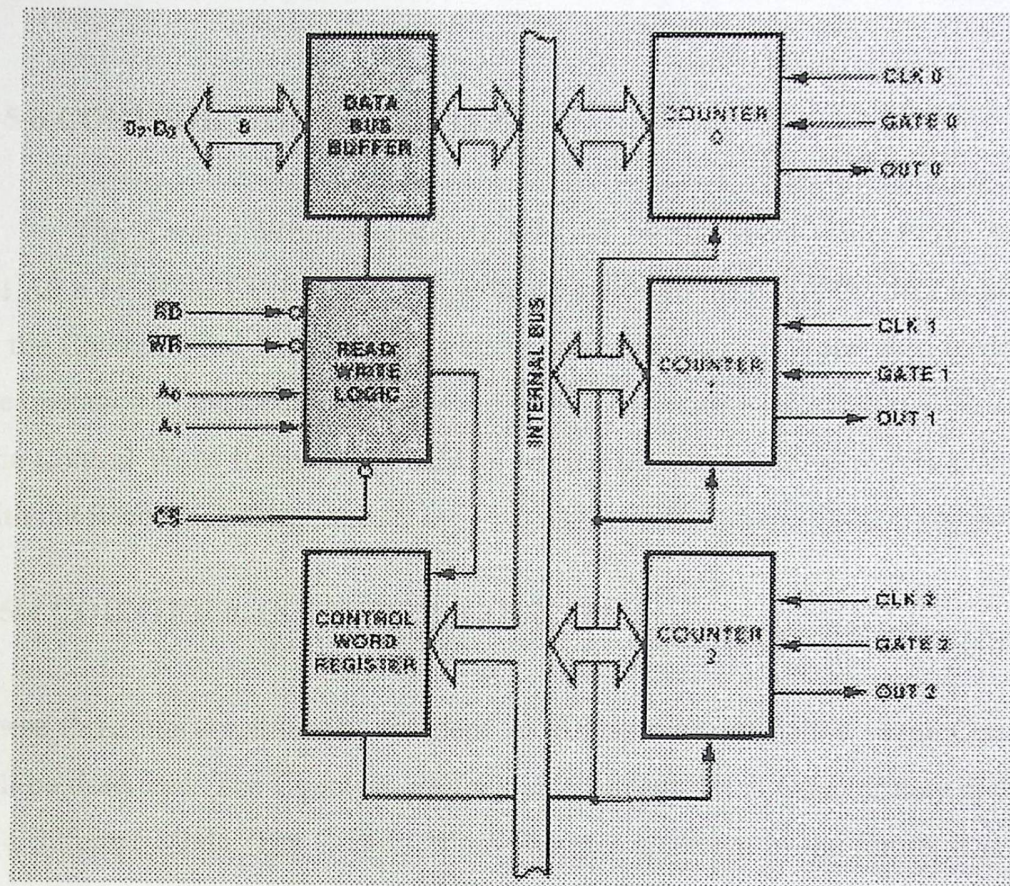 D7-D0
8
DATA
BUS
BUFFER
COUNTER
0
CLK 0
GATE 0
OUT 0
RD
WR
A0
A1
CS
READ/
WRITE
LOGIC
INTERNAL BUS
COUNTER
1
CLK 1
GATE 1
OUT 1
CONTROL
WORD
REGISTER
COUNTER
2
CLK 2
GATE 2
OUT 2